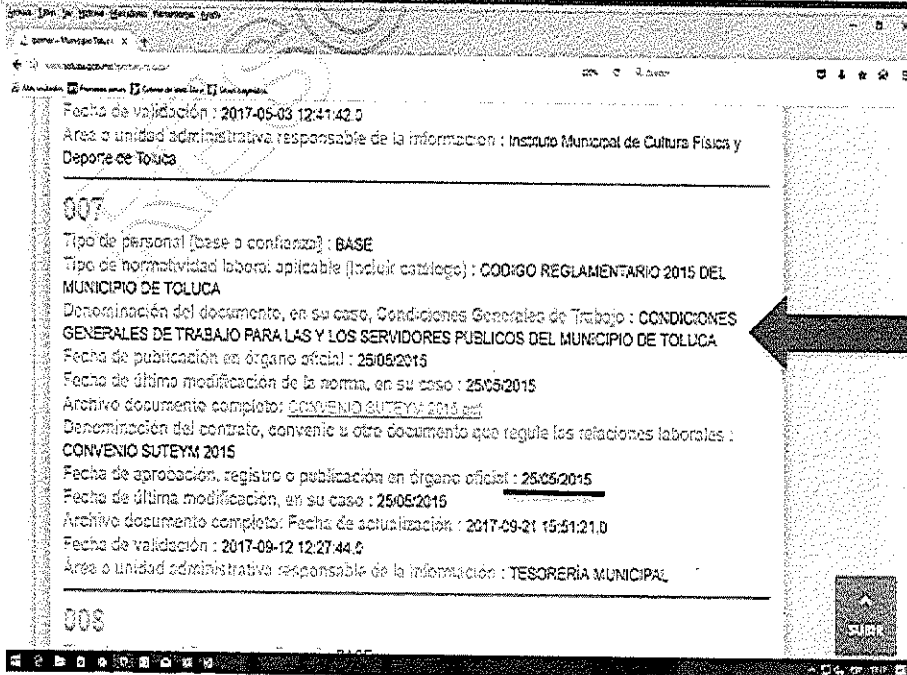 Fecha de validación : 2017-05-03 12:41:42.0
Área o unidad administrativa responsable de la información : Instituto Municipal de Cultura Física y
Deporte de Toluca
007
Tipo de personal [base o confianza] : BASE
Tipo de normatividad laboral aplicable (Incluir catálogo) : CODIGO REGLAMENTARIO 2015 DEL
MUNICIPIO DE TOLUCA
Denominación del documento, en su caso, Condiciones Generales de Trabajo : CONDICIONES
GENERALES DE TRABAJO PARA LAS Y LOS SERVIDORES PUBLICOS DEL MUNICIPIO DE TOLUCA
Fecha de publicación en órgano oficial : 25/05/2015
Fecha de última modificación de la norma, en su caso : 25/05/2015
Archivo documento completo: CONVENIO SUTEYM 2015.pdf
Denominación del contrato, convenio u otro documento que regule las relaciones laborales :
CONVENIO SUTEYM 2015
Fecha de aprobación, registro o publicación en órgano oficial : 25/05/2015
Fecha de última modificación, en su caso : 25/05/2015
Archivo documento completo: Fecha de actualización : 2017-09-21 15:51:21.0
Fecha de validación : 2017-09-12 12:27:44.0
Área o unidad administrativa responsable de la información : TESORERÍA MUNICIPAL
008
SUBIR